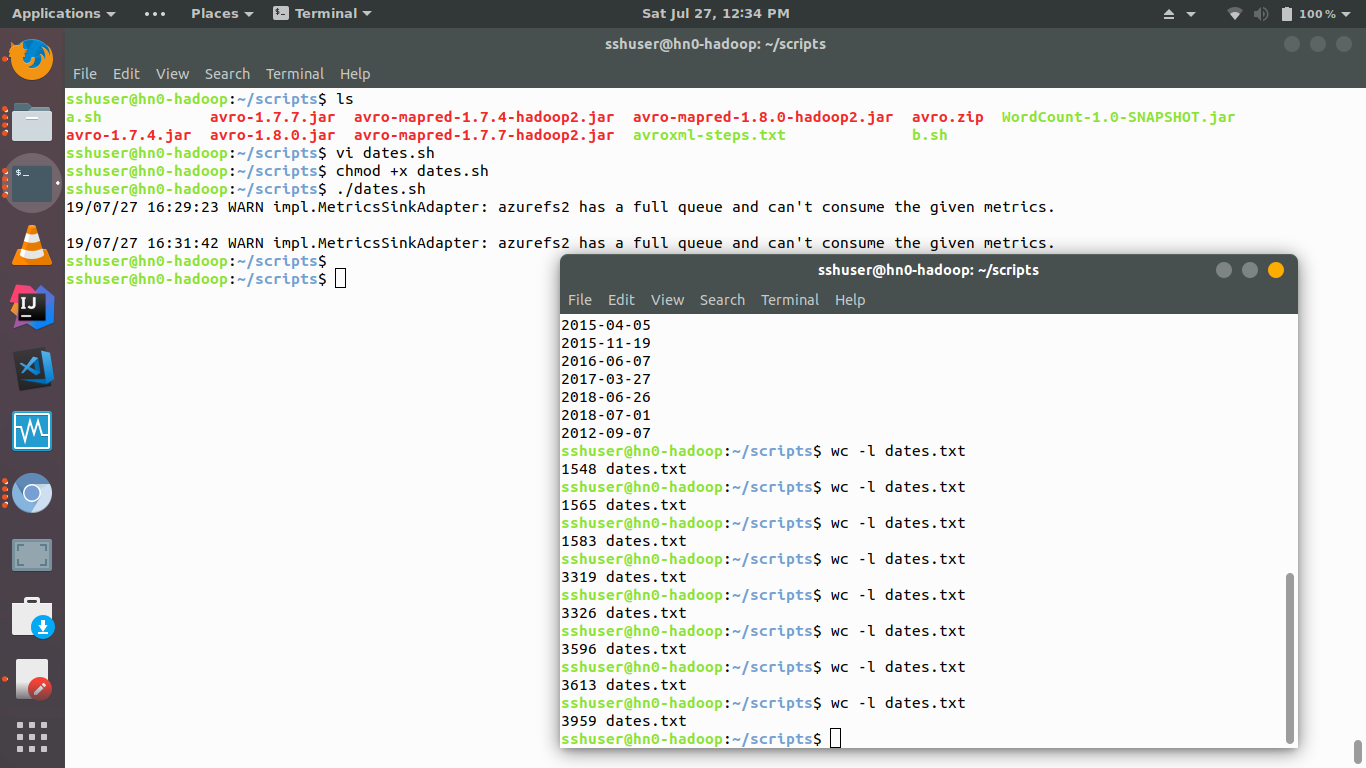 Applications Places Terminal Sat Jul 27, 12:34 PM 100 %
sshuser@hn0-hadoop: ~/scripts
File Edit View Search Terminal Help
sshuser@hn0-hadoop:~/scripts$ ls
a.sh avro-1.7.7.jar avro-mapred-1.7.4-hadoop2.jar avro-mapred-1.8.0-hadoop2.jar avro.zip WordCount-1.0-SNAPSHOT.jar
avro-1.7.4.jar avro-1.8.0.jar avro-mapred-1.7.7-hadoop2.jar avroxml-steps.txt b.sh
sshuser@hn0-hadoop:~/scripts$ vi dates.sh
sshuser@hn0-hadoop:~/scripts$ chmod +x dates.sh
sshuser@hn0-hadoop:~/scripts$ ./dates.sh
19/07/27 16:29:23 WARN impl.MetricsSinkAdapter: azurefs2 has a full queue and can't consume the given metrics.
19/07/27 16:31:42 WARN impl.MetricsSinkAdapter: azurefs2 has a full queue and can't consume the given metrics.
sshuser@hn0-hadoop:~/scripts$
sshuser@hn0-hadoop:~/scripts$
sshuser@hn0-hadoop: ~/scripts
File Edit View Search Terminal Help
2015-04-05
2015-11-19
2016-06-07
2017-03-27
2018-06-26
2018-07-01
2012-09-07
sshuser@hn0-hadoop:~/scripts$ wc -l dates.txt
1548 dates.txt
sshuser@hn0-hadoop:~/scripts$ wc -l dates.txt
1565 dates.txt
sshuser@hn0-hadoop:~/scripts$ wc -l dates.txt
1583 dates.txt
sshuser@hn0-hadoop:~/scripts$ wc -l dates.txt
3319 dates.txt
sshuser@hn0-hadoop:~/scripts$ wc -l dates.txt
3326 dates.txt
sshuser@hn0-hadoop:~/scripts$ wc -l dates.txt
3596 dates.txt
sshuser@hn0-hadoop:~/scripts$ wc -l dates.txt
3613 dates.txt
sshuser@hn0-hadoop:~/scripts$ wc -l dates.txt
3959 dates.txt
sshuser@hn0-hadoop:~/scripts$
$_
IJ